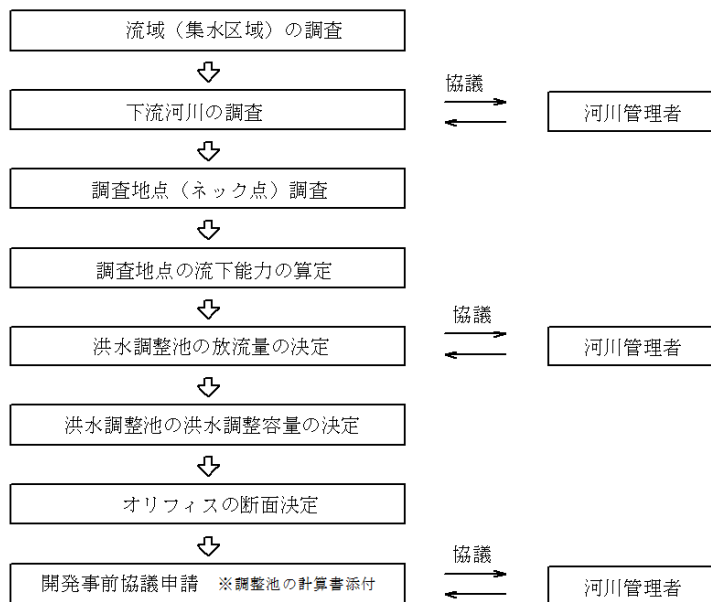 流域（集水区域）の調査
協議
下流河川の調査
河川管理者
調査地点（ネック点）調査
調査地点の流下能力の算定
協議
洪水調整池の放流量の決定
河川管理者
洪水調整池の洪水調整容量の決定
オリフィスの断面決定
協議
開発事前協議申請　※調整池の計算書添付
河川管理者